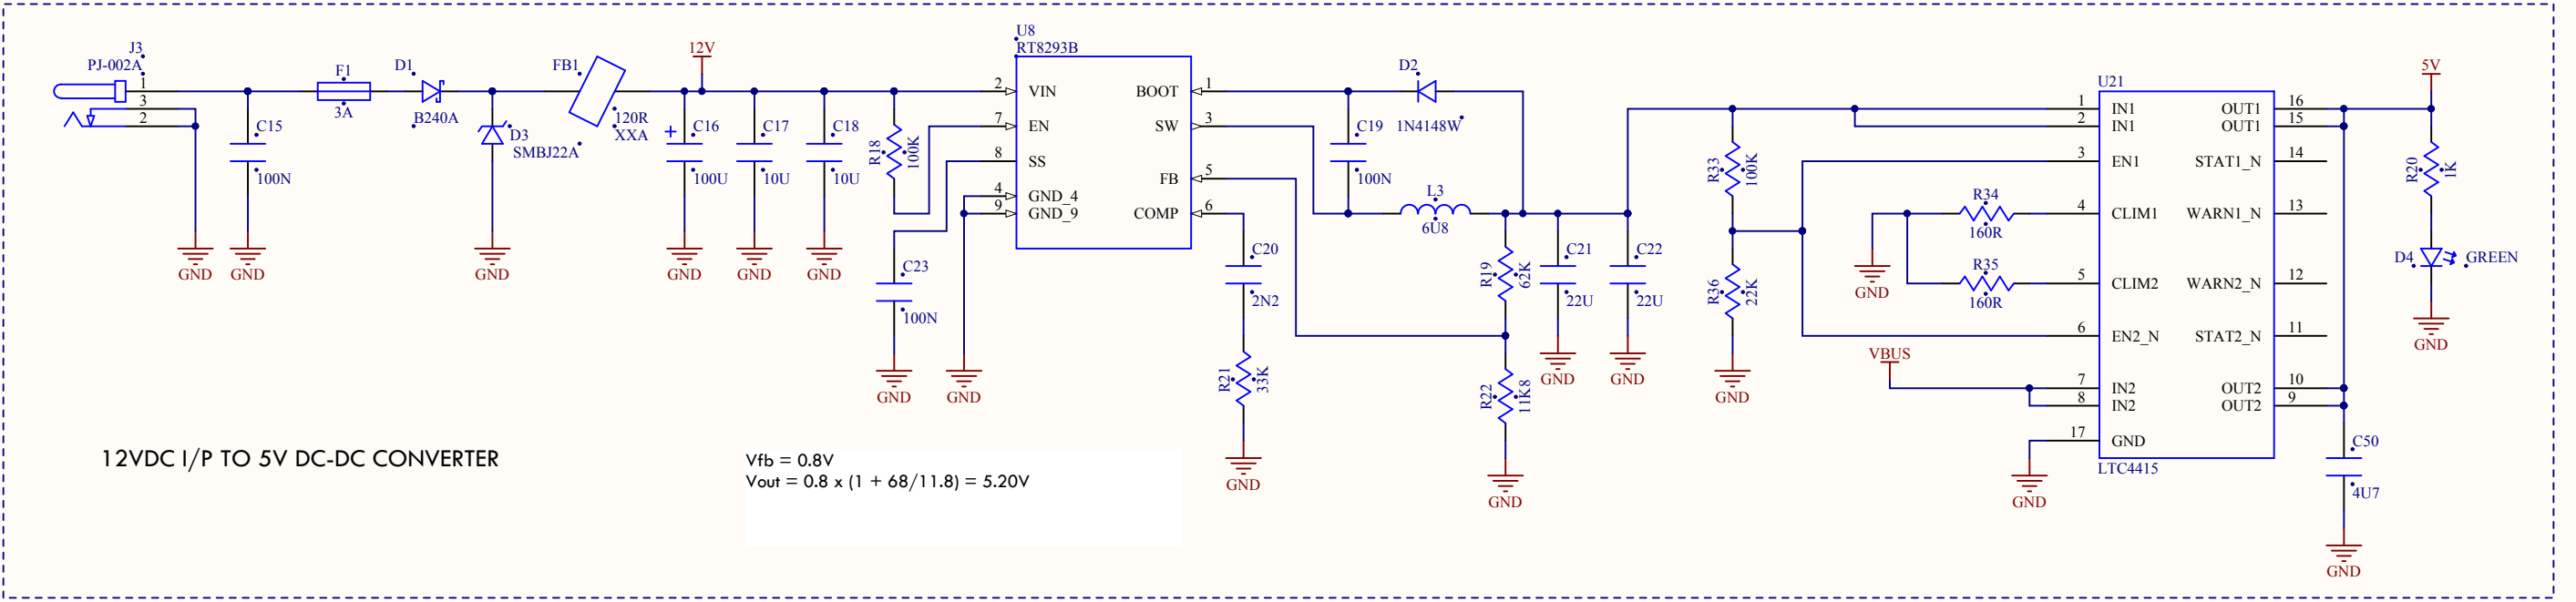 J3
PJ-002A
1
3
2
GND
C15
100N
GND
F1
3A
D1
B240A
D3
SMBJ22A
GND
FB1
120R
XXA
12V
C16
100U
GND
C17
10U
GND
C18
10U
GND
R18
100K
C23
100N
GND
GND
U8
RT8293B
2 VIN
7 EN
8 SS
4 GND_4
9 GND_9
BOOT 1
SW 3
FB 5
COMP 6
C20
2N2
R21
33K
GND
D2
1N4148W
C19
100N
L3
6U8
R19
62K
R22
11K8
GND
C21
22U
GND
C22
22U
GND
R33
100K
R36
22K
GND
R34
160R
R35
160R
GND
VBUS
GND
U21
1 IN1
2 IN1
3 EN1
4 CLIM1
5 CLIM2
6 EN2_N
7 IN2
8 IN2
17 GND
OUT1 16
OUT1 15
STAT1_N 14
WARN1_N 13
WARN2_N 12
STAT2_N 11
OUT2 10
OUT2 9
LTC4415
C50
4U7
GND
5V
R20
1K
D4
GREEN
GND
12VDC I/P TO 5V DC-DC CONVERTER
Vfb = 0.8V
Vout = 0.8 x (1 + 68/11.8) = 5.20V